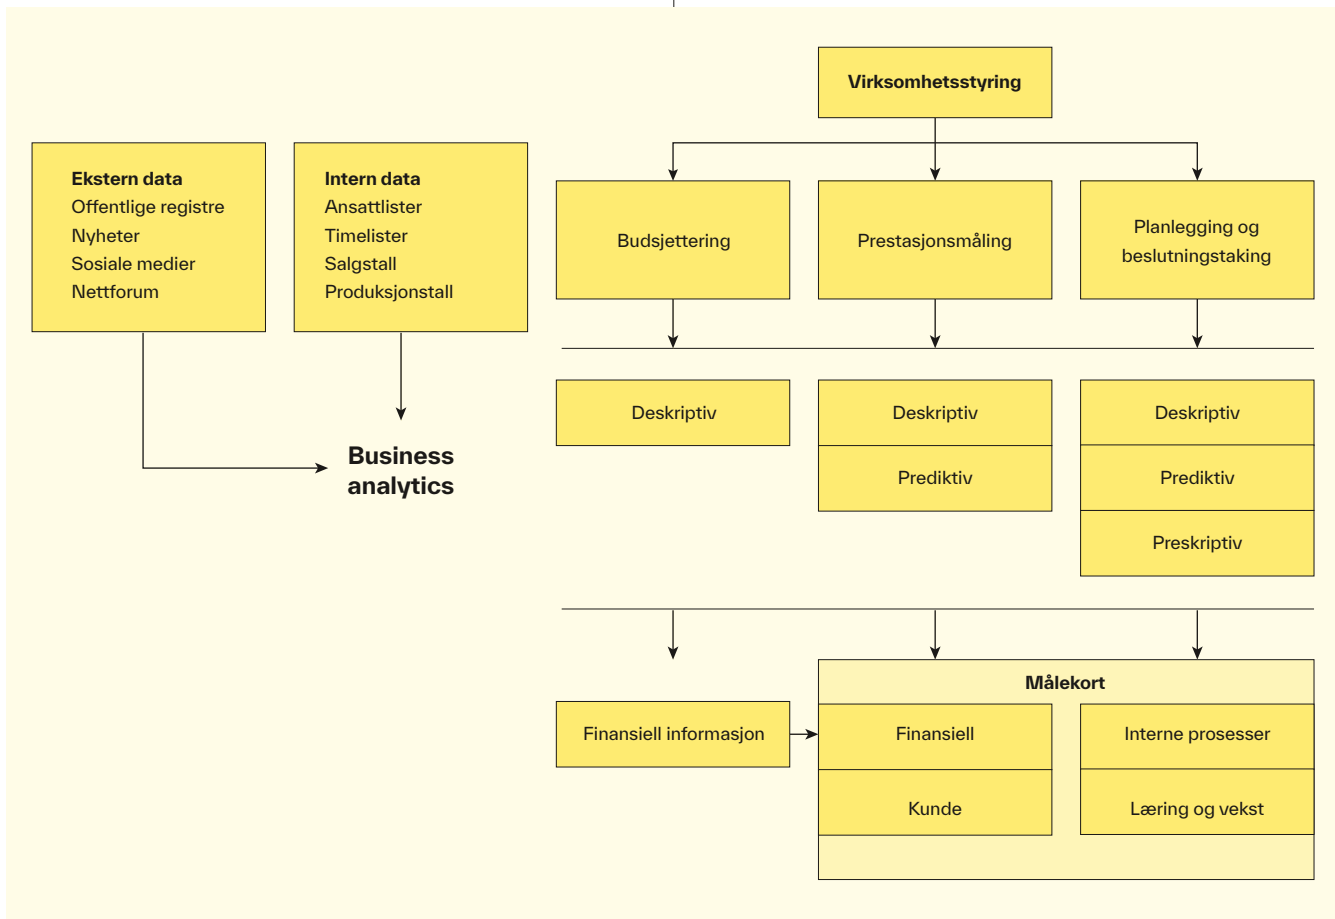 Virksomhetsstyring
Ekstern data
Offentlige registre
Nyheter
Sosiale medier
Nettforum
Intern data
Ansattlister
Timelister
Salgstall
Produksjonstall
Budsjettering
Prestasjonsmåling
Planlegging og
beslutningstaking
Business
analytics
Deskriptiv
Deskriptiv
Prediktiv
Deskriptiv
Prediktiv
Preskriptiv
Finansiell informasjon
Målekort
Finansiell
Kunde
Interne prosesser
Læring og vekst